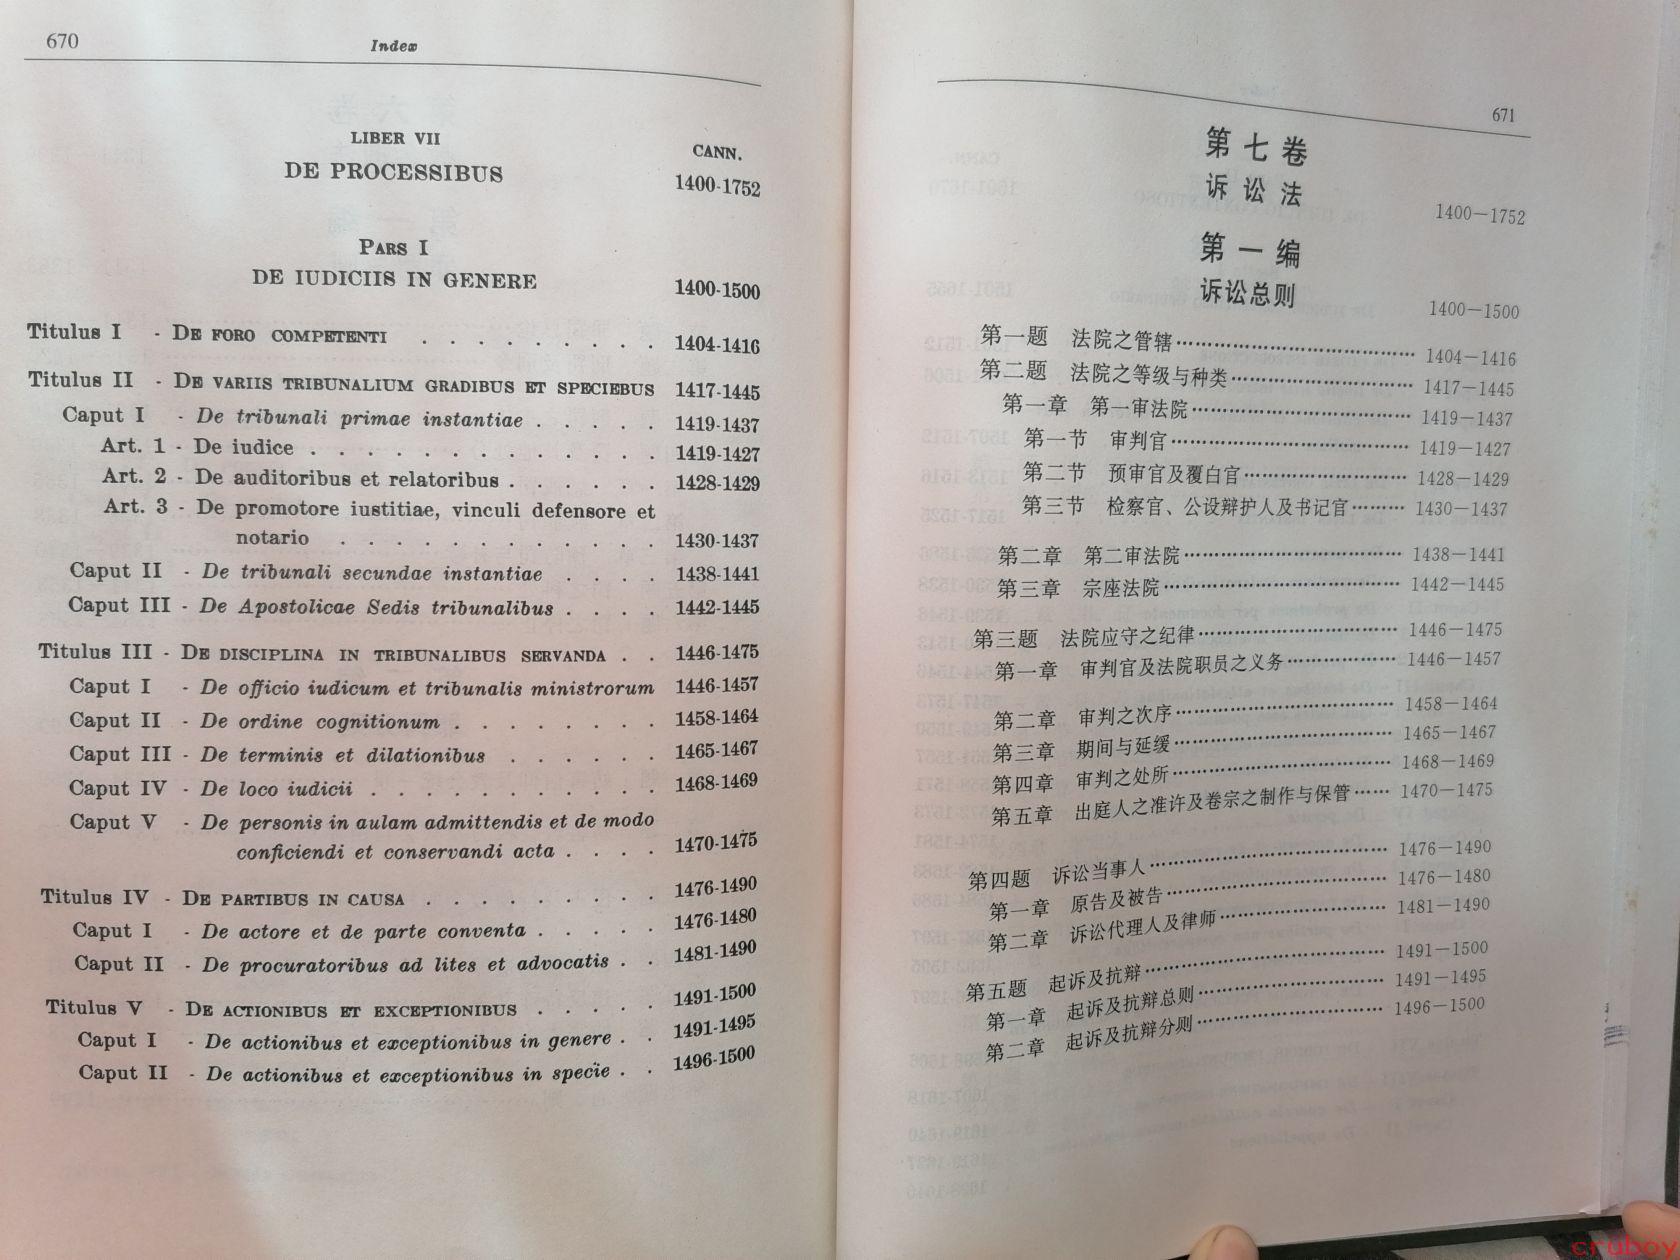 670
Index
LIBER VII
DE PROCESSIBUS
CANN.
1400-1752
PARS I
DE IUDICIIS IN GENERE 1400-1500
Titulus I - DE FORO COMPETENTI . . . . . . . . . 1404-1416
Titulus II - DE VARIIS TRIBUNALIUM GRADIBUS ET SPECIEBUS 1417-1445
Caput I - De tribunali primae instantiae . . . . . 1419-1437
Art. 1 - De iudice . . . . . . . . . . . . . 1419-1427
Art. 2 - De auditoribus et relatoribus . . . . . . 1428-1429
Art. 3 - De promotore iustitiae, vinculi defensore et
notario . . . . . . . . . . . . 1430-1437
Caput II - De tribunali secundae instantiae . . . . 1438-1441
Caput III - De Apostolicae Sedis tribunalibus . . . . 1442-1445
Titulus III - DE DISCIPLINA IN TRIBUNALIBUS SERVANDA . . 1446-1475
Caput I - De officio iudicum et tribunalis ministrorum 1446-1457
Caput II - De ordine cognitionum . . . . . . . . 1458-1464
Caput III - De terminis et dilationibus . . . . . . 1465-1467
Caput IV - De loco iudicii . . . . . . . . . . . 1468-1469
Caput V - De personis in aulam admittendis et de modo
conficiendi et conservandi acta . . . . 1470-1475
Titulus IV - DE PARTIBUS IN CAUSA . . . . . . . . . 1476-1490
Caput I - De actore et de parte conventa . . . . . 1476-1480
Caput II - De procuratoribus ad lites et advocatis . . 1481-1490
Titulus V - DE ACTIONIBUS ET EXCEPTIONIBUS . . . . . 1491-1500
Caput I - De actionibus et exceptionibus in genere . . 1491-1495
Caput II - De actionibus et exceptionibus in specie . . 1496-1500
671
第七卷
诉讼法
1400—1752
第一编
诉讼总则 1400—1500
第一题 法院之管辖………………………………… 1404—1416
第二题 法院之等级与种类………………………… 1417—1445
第一章 第一审法院……………………………… 1419—1437
第一节 审判官………………………………… 1419—1427
第二节 预审官及覆白官……………………… 1428—1429
第三节 检察官、公设辩护人及书记官……… 1430—1437
第二章 第二审法院……………………………… 1438—1441
第三章 宗座法院………………………………… 1442—1445
第三题 法院应守之纪律…………………………… 1446—1475
第一章 审判官及法院职员之义务……………… 1446—1457
第二章 审判之次序……………………………… 1458—1464
第三章 期间与延缓……………………………… 1465—1467
第四章 审判之处所……………………………… 1468—1469
第五章 出庭人之准许及卷宗之制作与保管…… 1470—1475
第四题 诉讼当事人………………………………… 1476—1490
第一章 原告及被告……………………………… 1476—1480
第二章 诉讼代理人及律师……………………… 1481—1490
第五题 起诉及抗辩………………………………… 1491—1500
第一章 起诉及抗辩总则………………………… 1491—1495
第二章 起诉及抗辩分则………………………… 1496—1500
cruboy